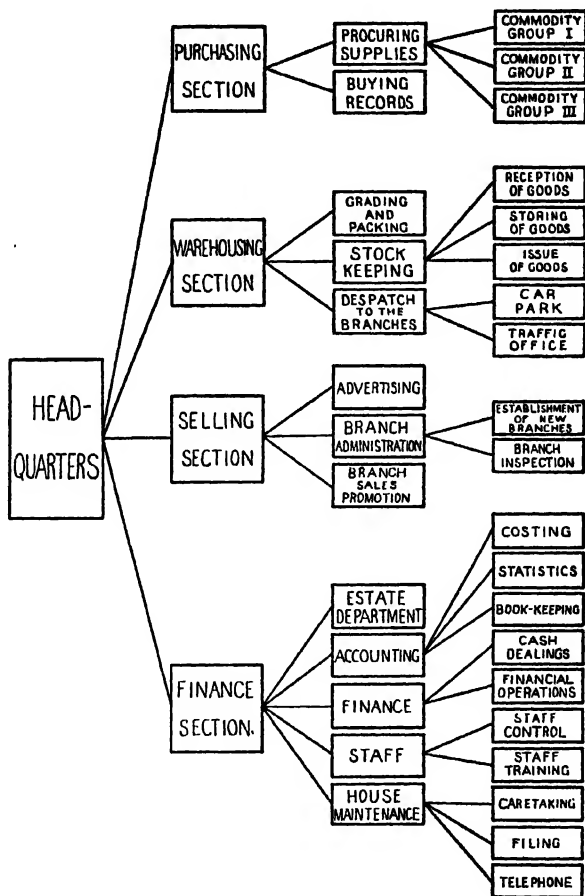 PURCHASING
SECTION
PROCURING
SUPPLIES
COMMODITY
GROUP I
COMMODITY
GROUP II
COMMODITY
GROUP III
BUYING
RECORDS
WAREHOUSING
SECTION
GRADING
AND
PACKING
STOCK
KEEPING
RECEPTION
OF GOODS
STORING
OF GOODS
ISSUE
OF GOODS
DESPATCH
TO THE
BRANCHES
CAR
PARK
TRAFFIC
OFFICE
HEAD-
QUARTERS
SELLING
SECTION
ADVERTISING
BRANCH
ADMINISTRATION
ESTABLISHMENT
OF NEW
BRANCHES
BRANCH
INSPECTION
BRANCH
SALES
PROMOTION
FINANCE
SECTION.
ESTATE
DEPARTMENT
ACCOUNTING
COSTING
STATISTICS
BOOK-KEEPING
FINANCE
CASH
DEALINGS
FINANCIAL
OPERATIONS
STAFF
STAFF
CONTROL
STAFF
TRAINING
HOUSE
MAINTENANCE
CARETAKING
FILING
TELEPHONE